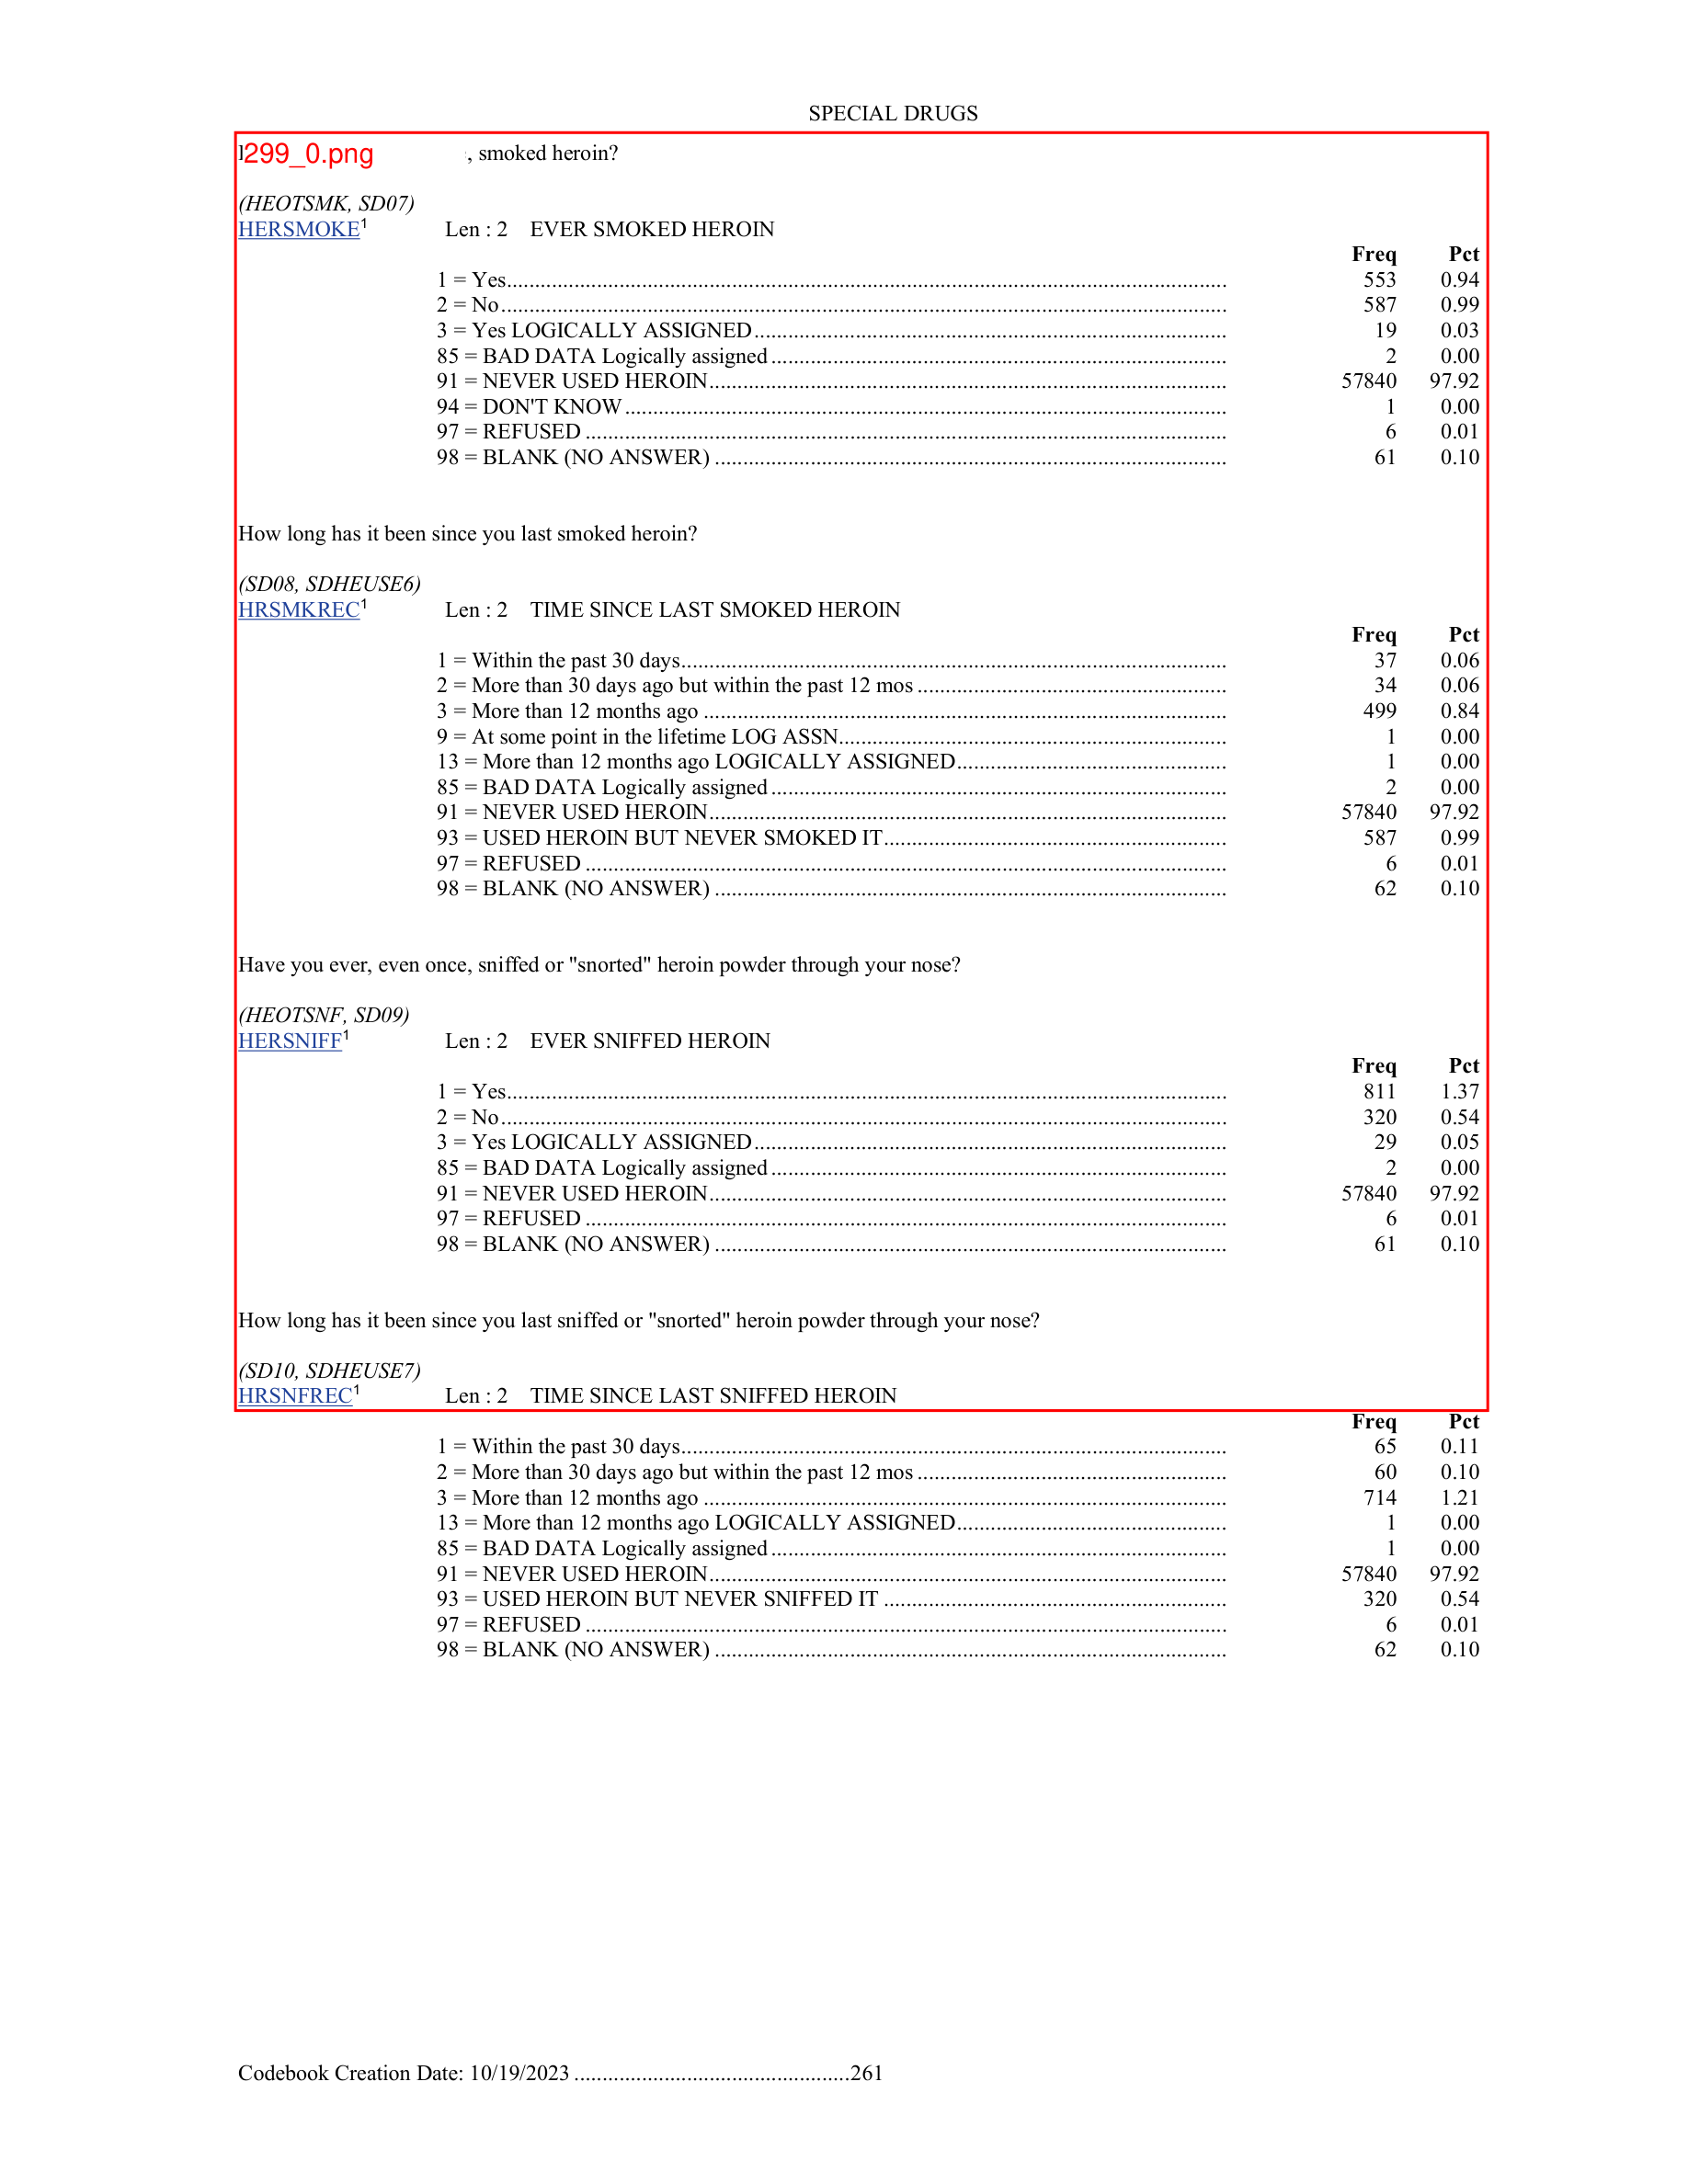 SPECIAL DRUGS
299_0.png , smoked heroin?
(HEOTSMK, SD07)
HERSMOKE1 Len : 2 EVER SMOKED HEROIN
Freq Pct
1 = Yes 553 0.94
2 = No 587 0.99
3 = Yes LOGICALLY ASSIGNED 19 0.03
85 = BAD DATA Logically assigned 2 0.00
91 = NEVER USED HEROIN 57840 97.92
94 = DON'T KNOW 1 0.00
97 = REFUSED 6 0.01
98 = BLANK (NO ANSWER) 61 0.10
How long has it been since you last smoked heroin?
(SD08, SDHEUSE6)
HRSMKREC1 Len : 2 TIME SINCE LAST SMOKED HEROIN
Freq Pct
1 = Within the past 30 days 37 0.06
2 = More than 30 days ago but within the past 12 mos 34 0.06
3 = More than 12 months ago 499 0.84
9 = At some point in the lifetime LOG ASSN 1 0.00
13 = More than 12 months ago LOGICALLY ASSIGNED 1 0.00
85 = BAD DATA Logically assigned 2 0.00
91 = NEVER USED HEROIN 57840 97.92
93 = USED HEROIN BUT NEVER SMOKED IT 587 0.99
97 = REFUSED 6 0.01
98 = BLANK (NO ANSWER) 62 0.10
Have you ever, even once, sniffed or "snorted" heroin powder through your nose?
(HEOTSNF, SD09)
HERSNIFF1 Len : 2 EVER SNIFFED HEROIN
Freq Pct
1 = Yes 811 1.37
2 = No 320 0.54
3 = Yes LOGICALLY ASSIGNED 29 0.05
85 = BAD DATA Logically assigned 2 0.00
91 = NEVER USED HEROIN 57840 97.92
97 = REFUSED 6 0.01
98 = BLANK (NO ANSWER) 61 0.10
How long has it been since you last sniffed or "snorted" heroin powder through your nose?
(SD10, SDHEUSE7)
HRSNFREC1 Len : 2 TIME SINCE LAST SNIFFED HEROIN
Freq Pct
1 = Within the past 30 days 65 0.11
2 = More than 30 days ago but within the past 12 mos 60 0.10
3 = More than 12 months ago 714 1.21
13 = More than 12 months ago LOGICALLY ASSIGNED 1 0.00
85 = BAD DATA Logically assigned 1 0.00
91 = NEVER USED HEROIN 57840 97.92
93 = USED HEROIN BUT NEVER SNIFFED IT 320 0.54
97 = REFUSED 6 0.01
98 = BLANK (NO ANSWER) 62 0.10
Codebook Creation Date: 10/19/2023 261